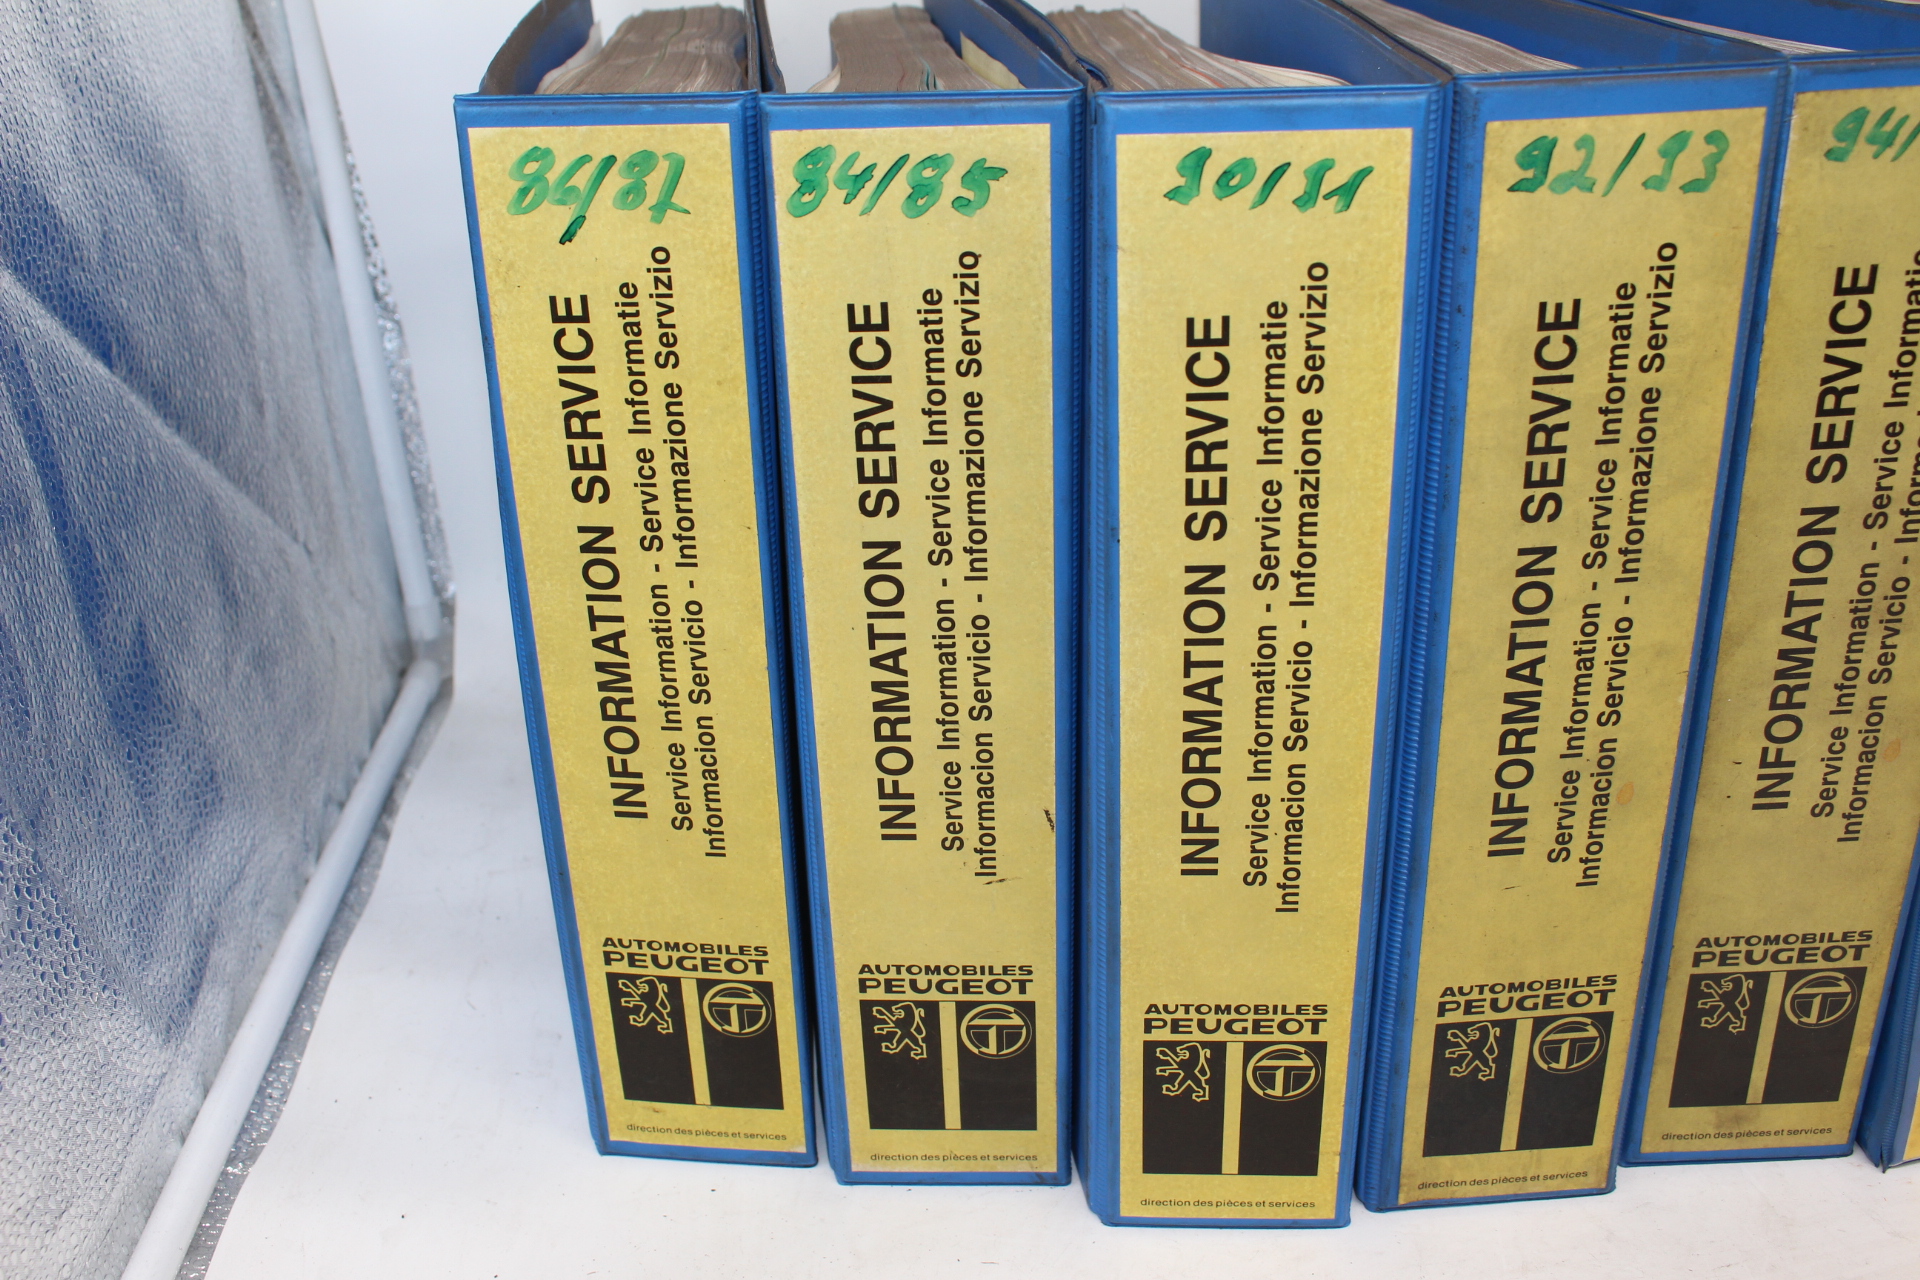 86/87
INFORMATION SERVICE
Service Information - Service Informatie
Informacion Servicio - Informazione Servizio
AUTOMOBILES
PEUGEOT
direction des pièces et services
84/85
INFORMATION SERVICE
Service Information - Service Informatie
Informacion Servicio - Informazione Servizio
AUTOMOBILES
PEUGEOT
direction des pièces et services
90/91
INFORMATION SERVICE
Service Information - Service Informatie
Informacion Servicio - Informazione Servizio
AUTOMOBILES
PEUGEOT
direction des pièces et services
92/93
INFORMATION SERVICE
Service Information - Service Informatie
Informacion Servicio - Informazione Servizio
AUTOMOBILES
PEUGEOT
direction des pièces et services
94/
INFORMATION SERVICE
Service Information - Service Informatie
Informacion Servicio -
AUTOMOBILES
PEUGEOT
direction des pièces et services